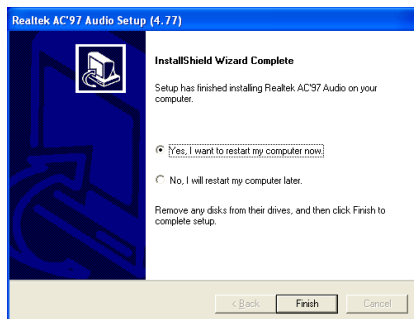 Realtek AC'97 Audio Setup (4.77)
InstallShield Wizard Complete
Setup has finished installing Realtek AC'97 Audio on your
computer.
Yes, I want to restart my computer now.
No, I will restart my computer later.
Remove any disks from their drives, and then click Finish to
complete setup.
< Back Finish Cancel